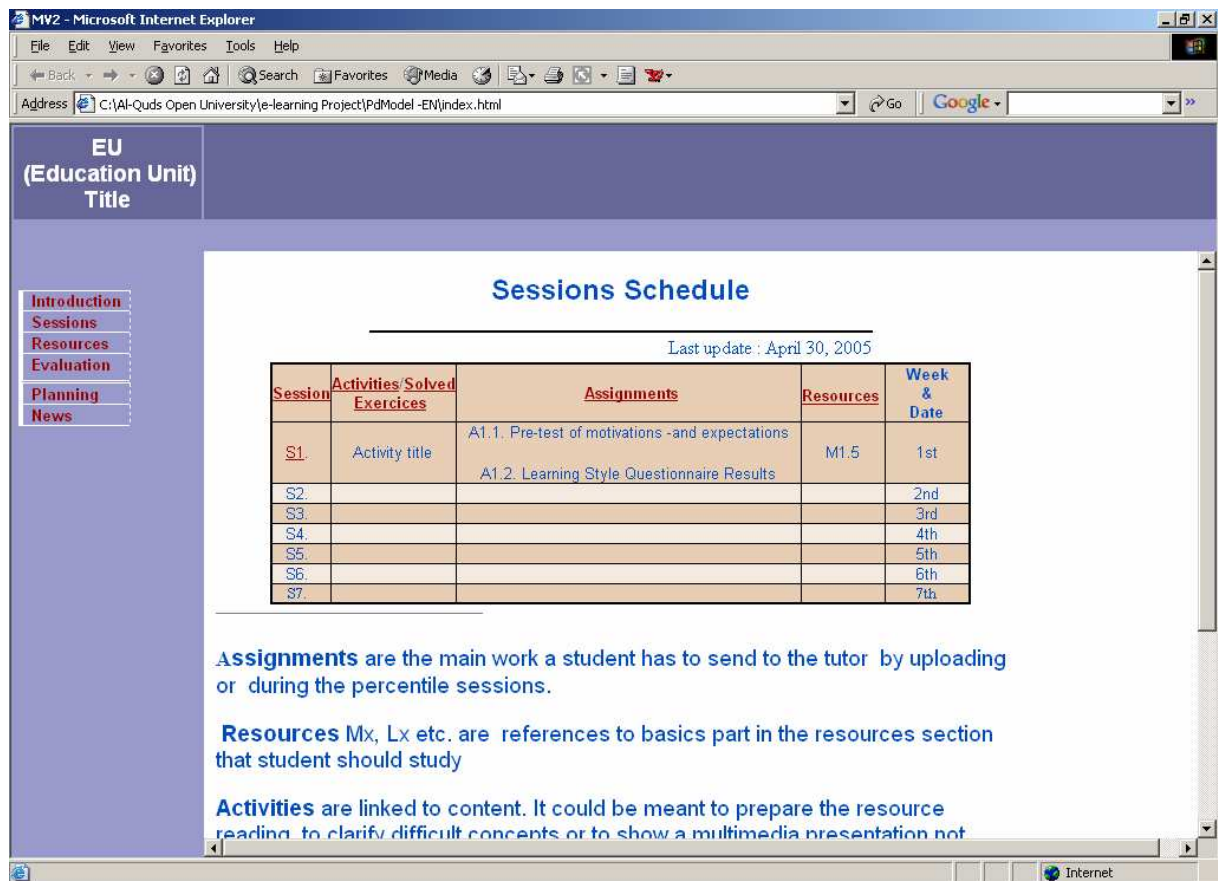 MV2 - Microsoft Internet Explorer
File Edit View Favorites Tools Help
Back Search Favorites Media
Address C:\Al-Quds Open University\e-learning Project\PdModel -EN\index.html Go Google
EU
(Education Unit)
Title
Introduction
Sessions
Resources
Evaluation
Planning
News
Sessions Schedule
Last update : April 30, 2005
Session Activities/Solved Exercices Assignments Resources Week & Date
S1. Activity title A1.1. Pre-test of motivations -and expectations M1.5 1st
A1.2. Learning Style Questionnaire Results
S2. 2nd
S3. 3rd
S4. 4th
S5. 5th
S6. 6th
S7. 7th
Assignments are the main work a student has to send to the tutor by uploading
or during the percentile sessions.
Resources Mx, Lx etc. are references to basics part in the resources section
that student should study
Activities are linked to content. It could be meant to prepare the resource
reading, to clarify difficult concepts or to show a multimedia presentation not
Internet